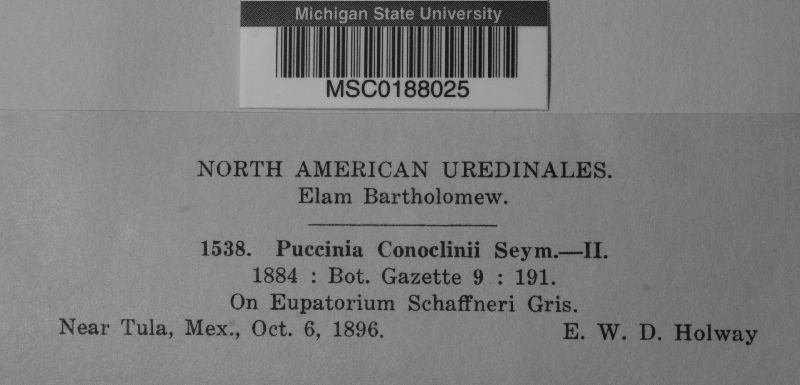 Michigan State University
MSC0188025
NORTH AMERICAN UREDINALES.
Elam Bartholomew.
1538. Puccinia Conoclinii Seym.—II.
1884 : Bot. Gazette 9 : 191.
On Eupatorium Schaffneri Gris.
Near Tula, Mex., Oct. 6, 1896. E. W. D. Holway